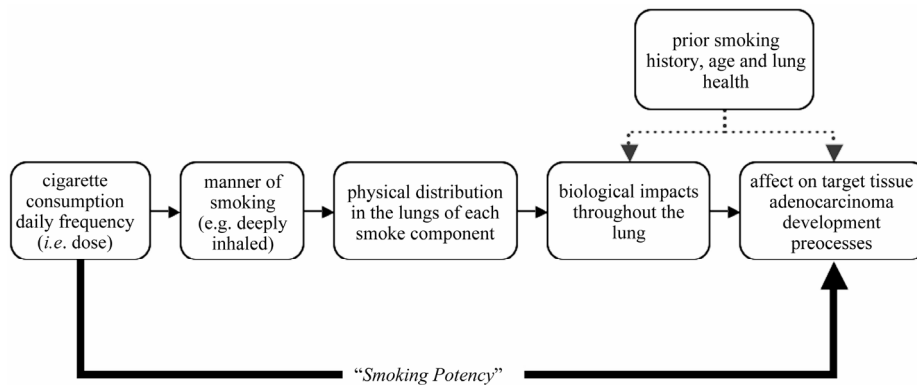 prior smoking
history, age and lung
health
cigarette
consumption
daily frequency
(i.e. dose)
manner of
smoking
(e.g. deeply
inhaled)
physical distribution
in the lungs of each
smoke component
biological impacts
throughout the
lung
affect on target tissue
adenocarcinoma
development
preocesses
“Smoking Potency”